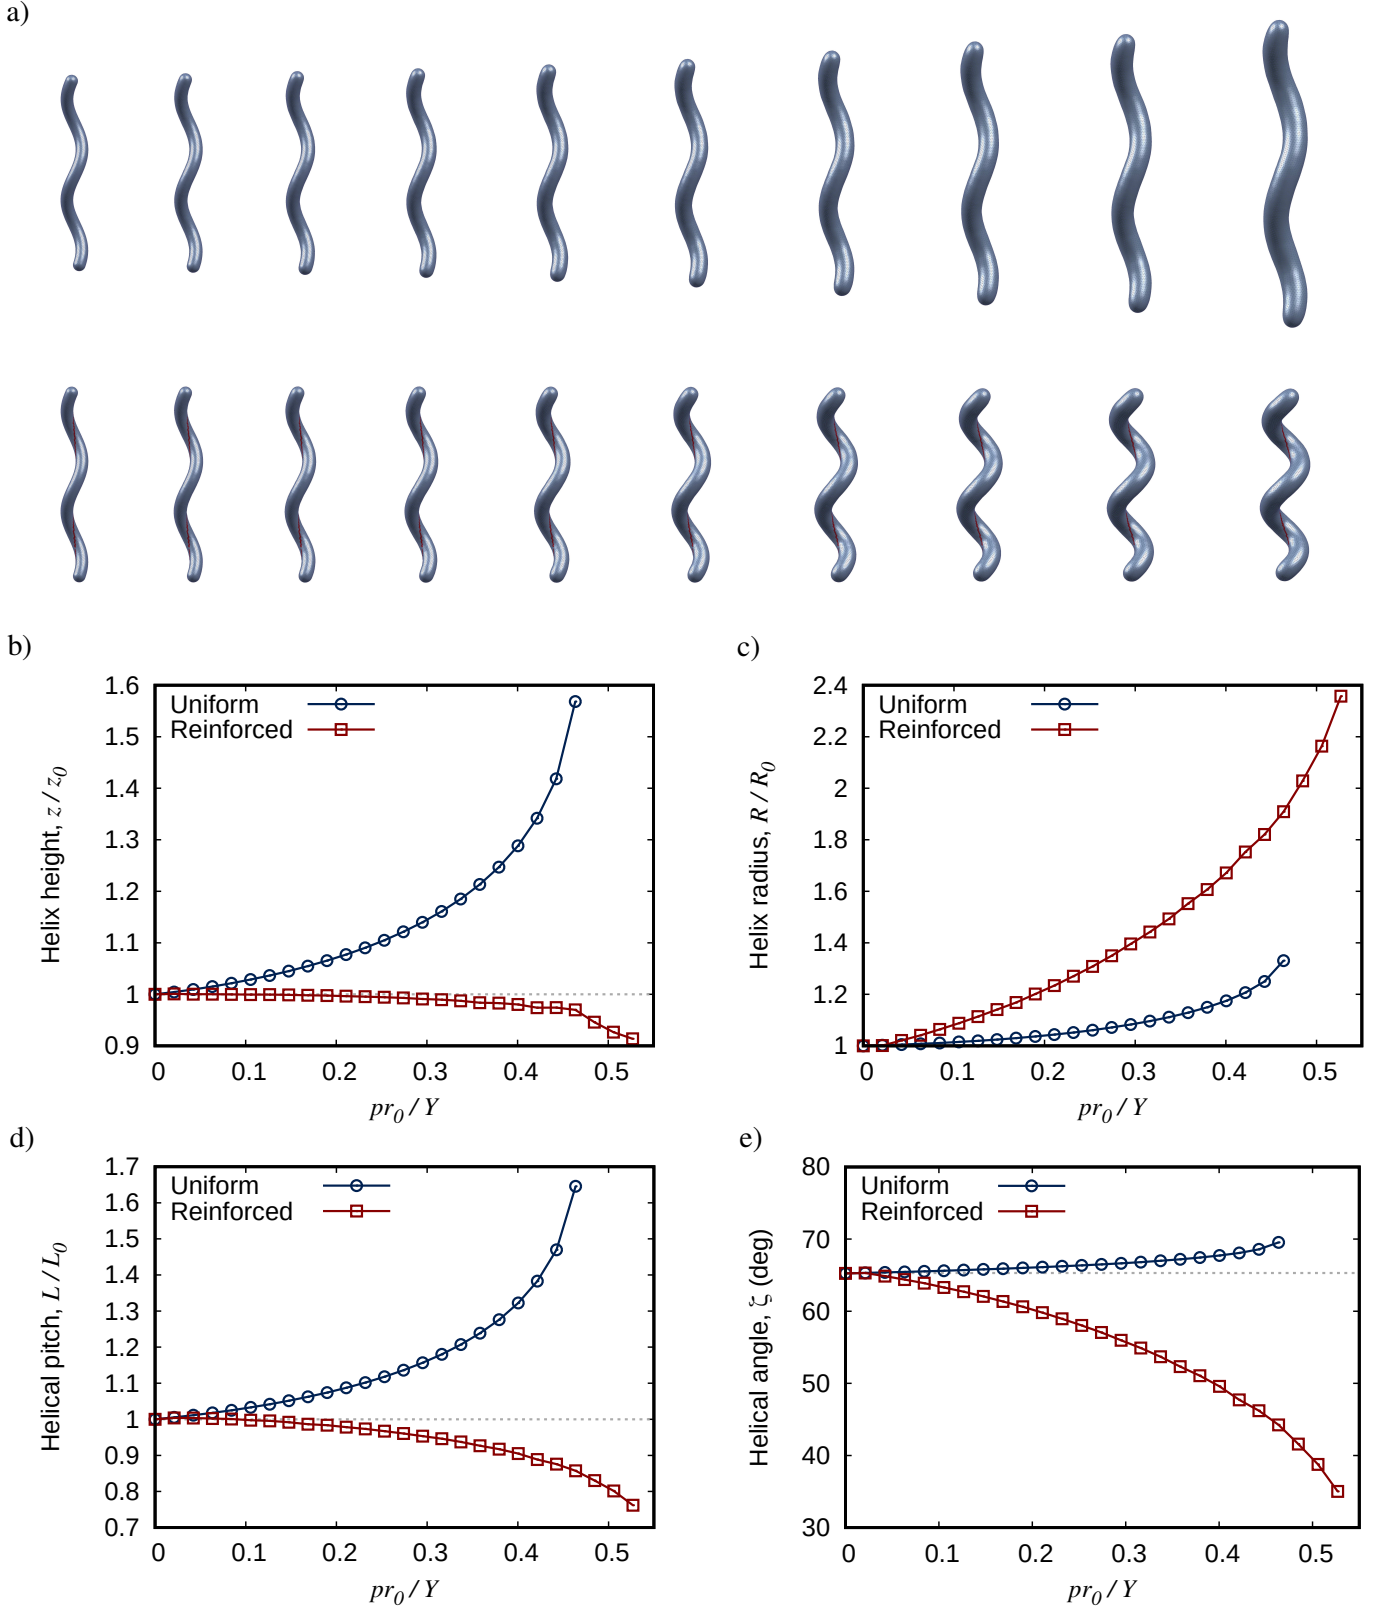 a)
b)
1.6
1.5
1.4
1.3
1.2
1.1
1
0.9
Helix height, z / z0
Uniform
Reinforced
0 0.1 0.2 0.3 0.4 0.5
pr0 / Y
c)
2.4
2.2
2
1.8
1.6
1.4
1.2
1
Helix radius, R / R0
Uniform
Reinforced
0 0.1 0.2 0.3 0.4 0.5
pr0 / Y
d)
1.7
1.6
1.5
1.4
1.3
1.2
1.1
1
0.9
0.8
0.7
Helical pitch, L / L0
Uniform
Reinforced
0 0.1 0.2 0.3 0.4 0.5
pr0 / Y
e)
80
70
60
50
40
30
Helical angle, ζ (deg)
Uniform
Reinforced
0 0.1 0.2 0.3 0.4 0.5
pr0 / Y